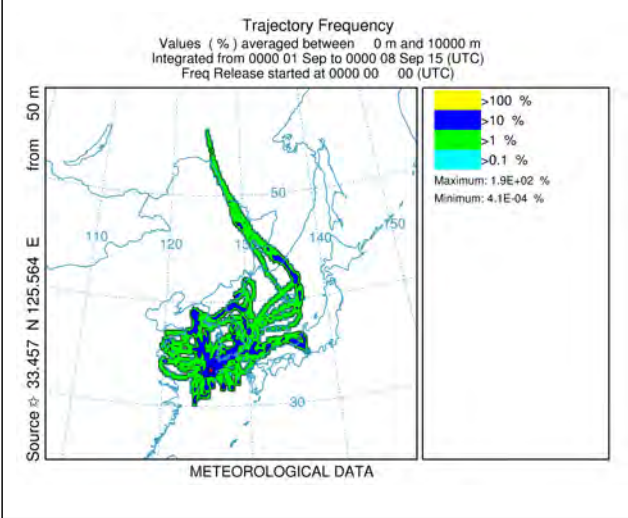 Trajectory Frequency
Values ( % ) averaged between 0 m and 10000 m
Integrated from 0000 01 Sep to 0000 08 Sep 15 (UTC)
Freq Release started at 0000 00 00 (UTC)
Source ☆ 33.457 N 125.564 E from 50 m
>100 %
>10 %
>1 %
>0.1 %
Maximum: 1.9E+02 %
Minimum: 4.1E-04 %
50
110
120
130
140
150
30
METEOROLOGICAL DATA